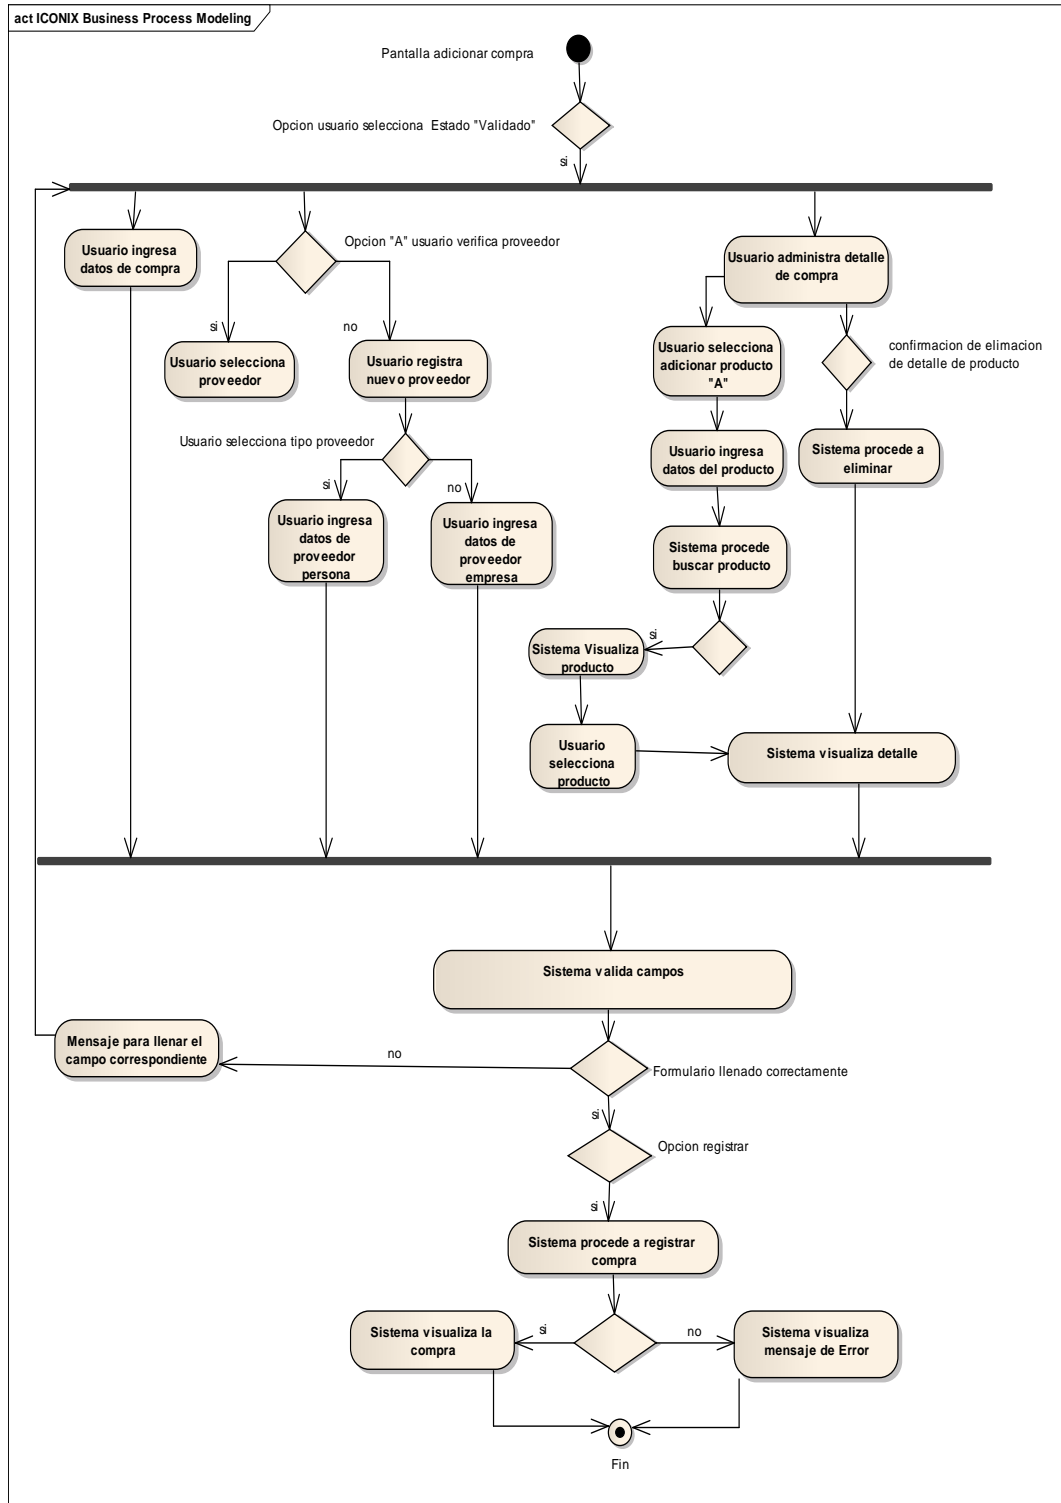 act ICONIX Business Process Modeling
Pantalla adicionar compra
Opcion usuario selecciona Estado "Validado"
si
Usuario ingresa
datos de compra
Opcion "A" usuario verifica proveedor
si
no
Usuario selecciona
proveedor
Usuario registra
nuevo proveedor
Usuario selecciona tipo proveedor
si
no
Usuario ingresa
datos de
proveedor
persona
Usuario ingresa
datos de
proveedor
empresa
Usuario administra detalle
de compra
Usuario selecciona
adicionar producto
"A"
confirmacion de elimacion
de detalle de producto
Usuario ingresa
datos del producto
Sistema procede a
eliminar
Sistema procede
buscar producto
si
Sistema Visualiza
producto
Usuario
selecciona
producto
Sistema visualiza detalle
Sistema valida campos
Mensaje para llenar el
campo correspondiente
no
Formulario llenado correctamente
si
Opcion registrar
si
Sistema procede a registrar
compra
Sistema visualiza la
compra
si
no
Sistema visualiza
mensaje de Error
Fin